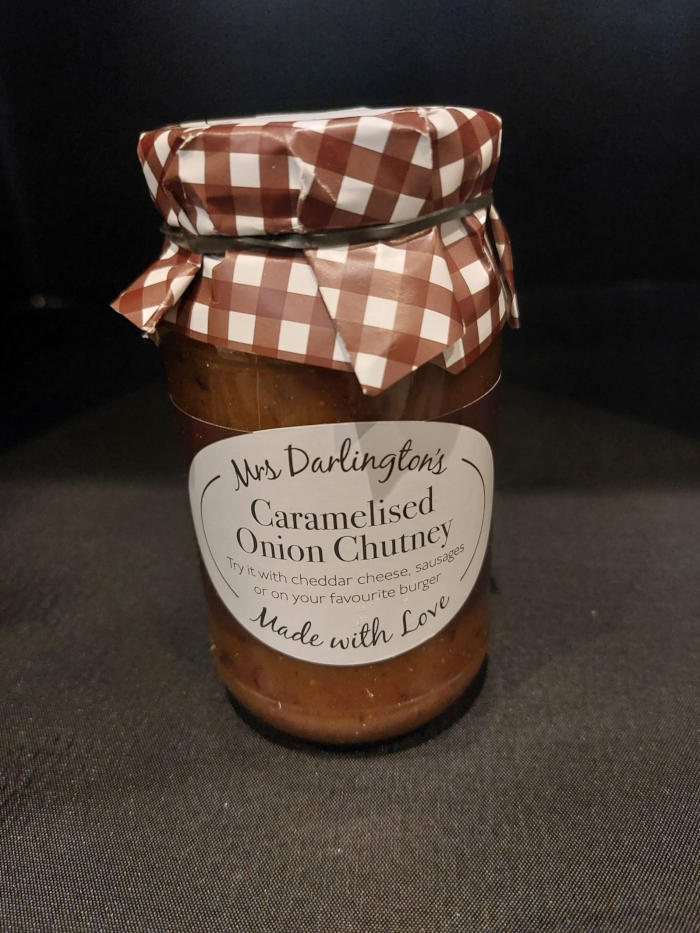 Mrs Darlington's
Caramelised
Onion Chutney
Try it with cheddar cheese, sausages
or on your favourite burger
Made with Love